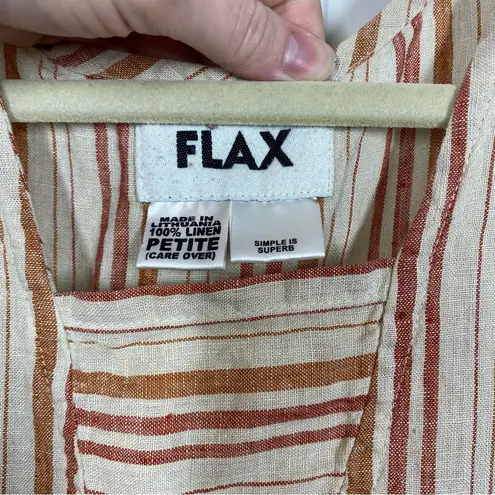 FLAX
MADE IN
LITHUANIA
100% LINEN
PETITE
(CARE OVER)
SIMPLE IS
SUPERB